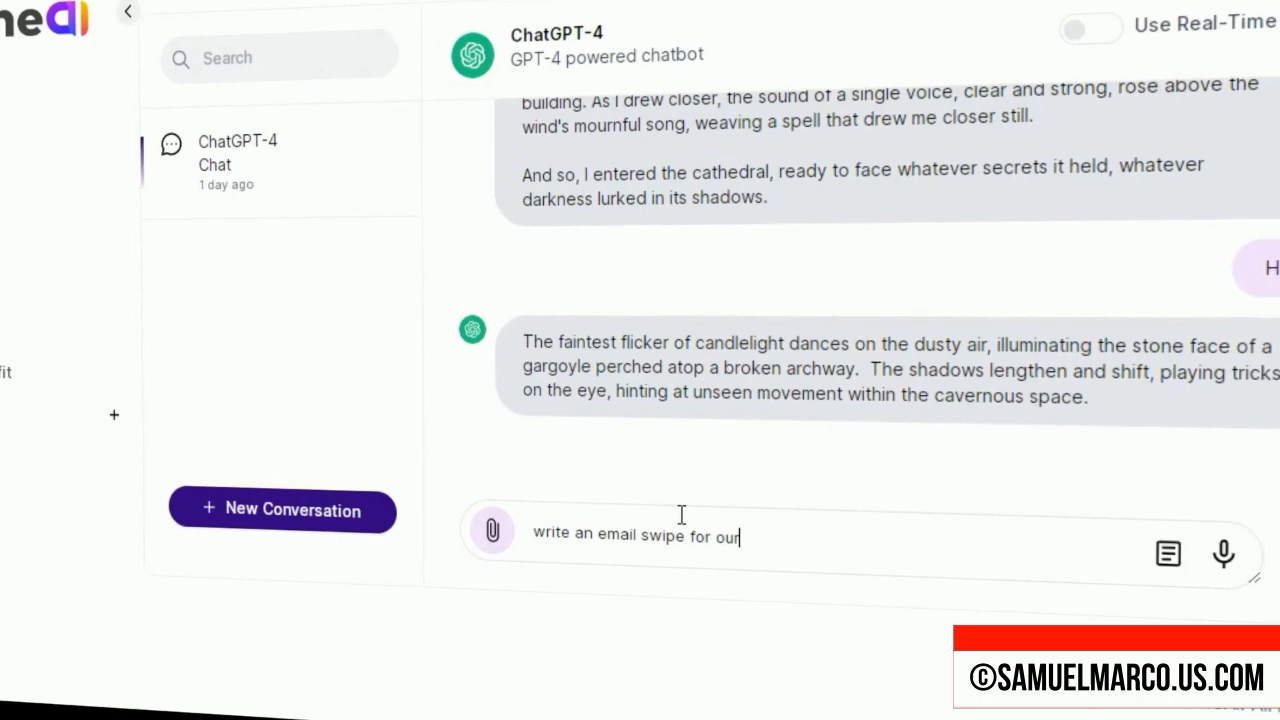 Search
ChatGPT-4
Chat
1 day ago
+ New Conversation
ChatGPT-4
GPT-4 powered chatbot
Use Real-Time
building. As I drew closer, the sound of a single voice, clear and strong, rose above the
wind's mournful song, weaving a spell that drew me closer still.
And so, I entered the cathedral, ready to face whatever secrets it held, whatever
darkness lurked in its shadows.
H
The faintest flicker of candlelight dances on the dusty air, illuminating the stone face of a
gargoyle perched atop a broken archway. The shadows lengthen and shift, playing tricks
on the eye, hinting at unseen movement within the cavernous space.
write an email swipe for our
©SAMUELMARCO.US.COM